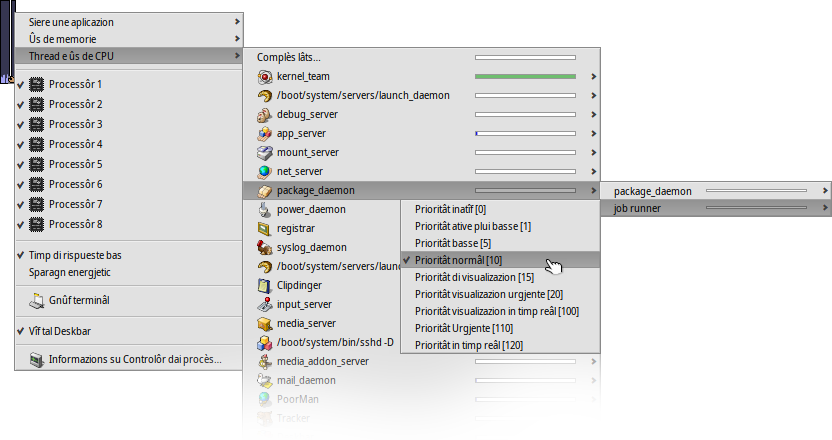 Siere une aplicazion
Ûs de memorie
Thread e ûs de CPU
Processôr 1
Processôr 2
Processôr 3
Processôr 4
Processôr 5
Processôr 6
Processôr 7
Processôr 8
Timp di rispueste bas
Sparagn energjetic
Gnûf terminâl
Vîf tal Deskbar
Informazions su Controlôr dai procès...
Complès lâts...
kernel_team
/boot/system/servers/launch_daemon
debug_server
app_server
mount_server
net_server
package_daemon
power_daemon
registrar
syslog_daemon
/boot/system/servers/launc
Clipdinger
input_server
media_server
/boot/system/bin/sshd -D
media_addon_server
mail_daemon
PoorMan
Tracker
package_daemon
job runner
Prioritât inatîf [0]
Prioritât ative plui basse [1]
Prioritât basse [5]
Prioritât normâl [10]
Prioritât di visualizazion [15]
Prioritât visualizazion urgjente [20]
Prioritât visualizazion in timp reâl [100]
Prioritât Urgjente [110]
Prioritât in timp reâl [120]